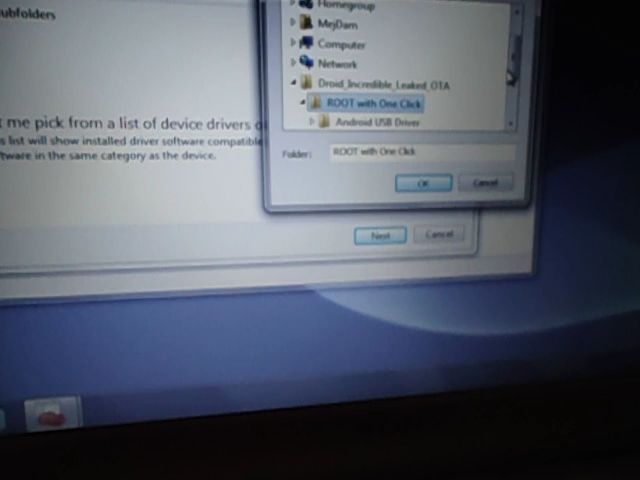 ubfolders
Homegroup
MejDam
Computer
Network
Droid_Incredible_Leaked_OTA
ROOT with One Click
Android USB Driver
t me pick from a list of device drivers o
s list will show installed driver software compatible
tware in the same category as the device.
Folder: ROOT with One Click
OK Cancel
Next Cancel